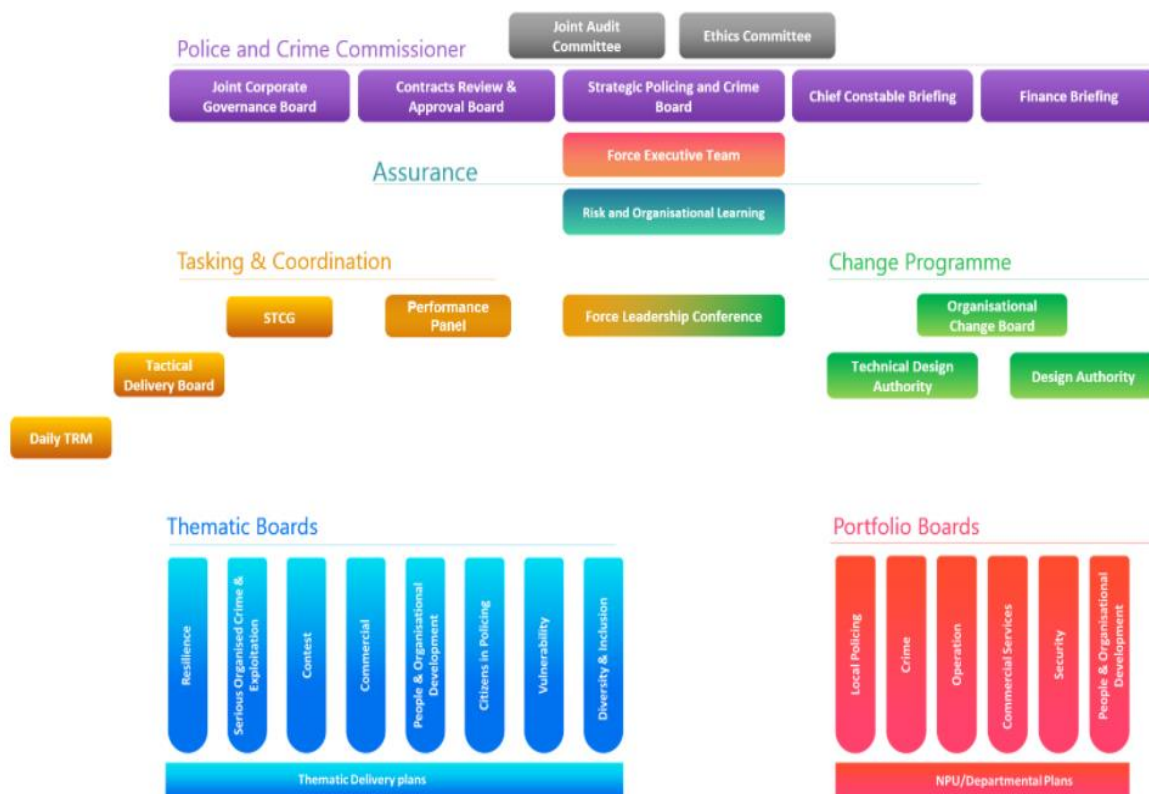 Joint Audit
Committee
Ethics Committee
Police and Crime Commissioner
Joint Corporate
Governance Board
Contracts Review &
Approval Board
Strategic Policing and Crime
Board
Chief Constable Briefing
Finance Briefing
Force Executive Team
Assurance
Risk and Organisational Learning
Tasking & Coordination
Change Programme
STCG
Performance
Panel
Force Leadership Conference
Organisational
Change Board
Tactical
Delivery Board
Technical Design
Authority
Design Authority
Daily TRM
Thematic Boards
Portfolio Boards
Resilience
Serious Organised Crime &
Exploitation
Contest
Commercial
People & Organisational
Development
Citizens in Policing
Vulnerability
Diversity & Inclusion
Local Policing
Crime
Operation
Commercial Services
Security
People & Organisational
Development
Thematic Delivery plans
NPU/Departmental Plans